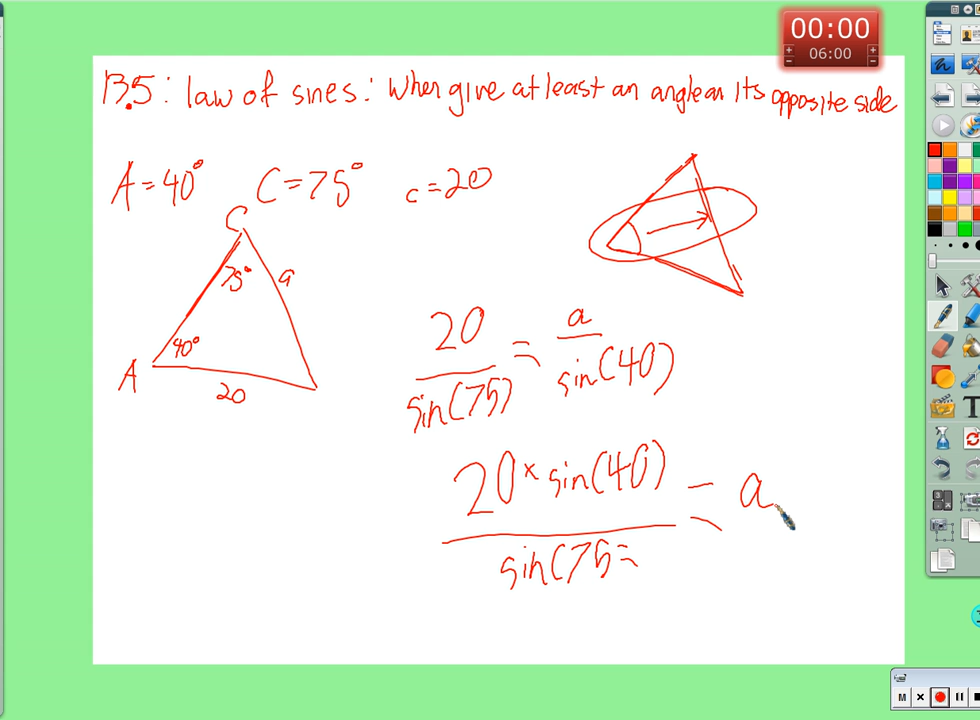 00:00
06:00
13.5: law of sines: When give at least an angle an its opposite side
A = 40° C = 75° c = 20
C
75°
a
40°
A
20
20/sin(75) = a/sin(40)
20 × sin(40)/sin(75 = = a
T
M